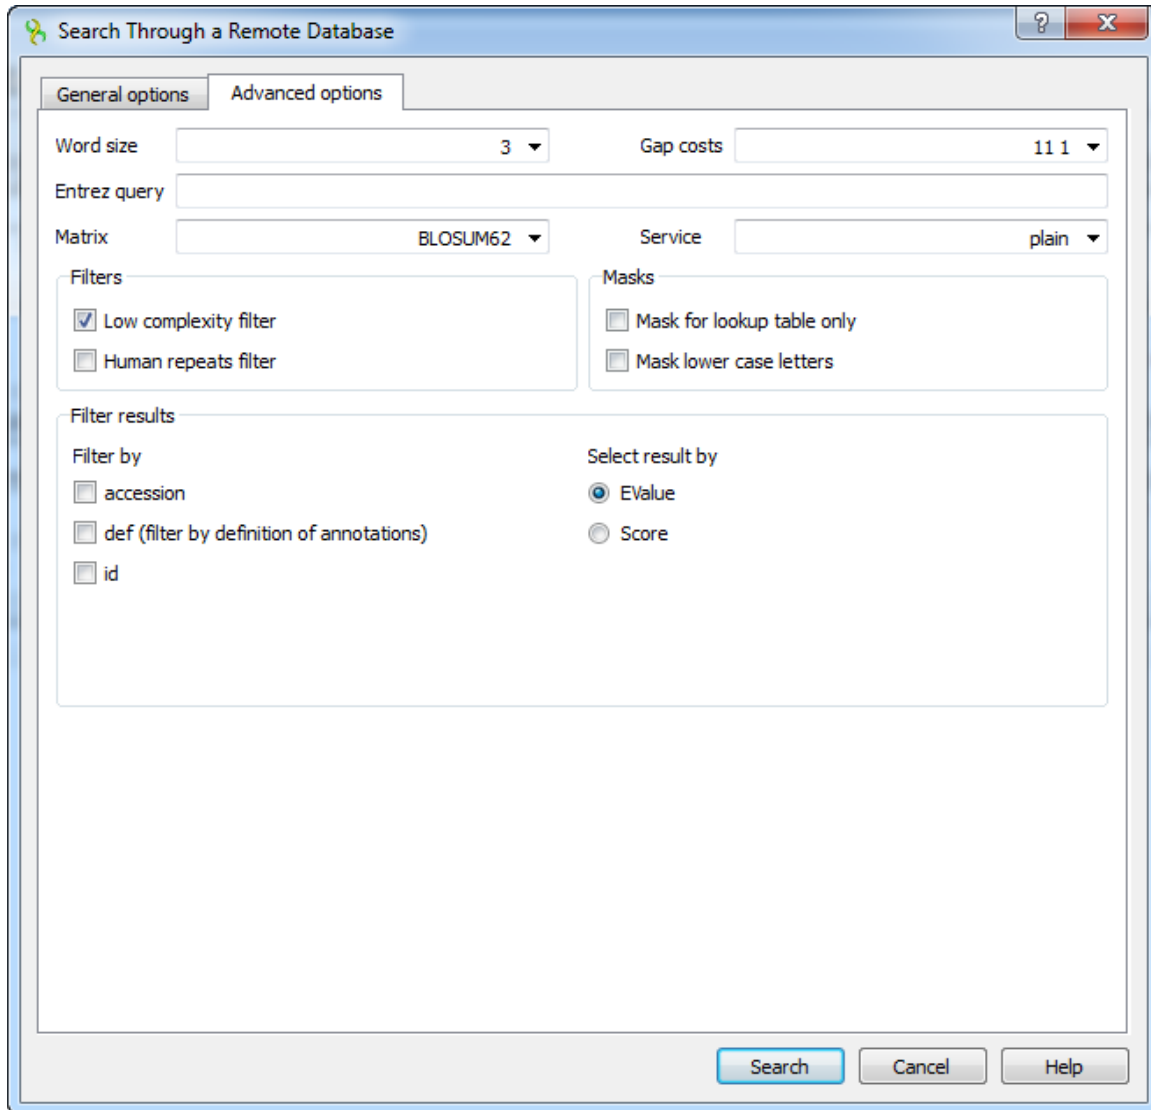 Search Through a Remote Database
?
X
General options Advanced options
Word size 3 Gap costs 11 1
Entrez query
Matrix BLOSUM62 Service plain
Filters Masks
Low complexity filter Mask for lookup table only
Human repeats filter Mask lower case letters
Filter results
Filter by Select result by
accession EValue
def (filter by definition of annotations) Score
id
Search Cancel Help